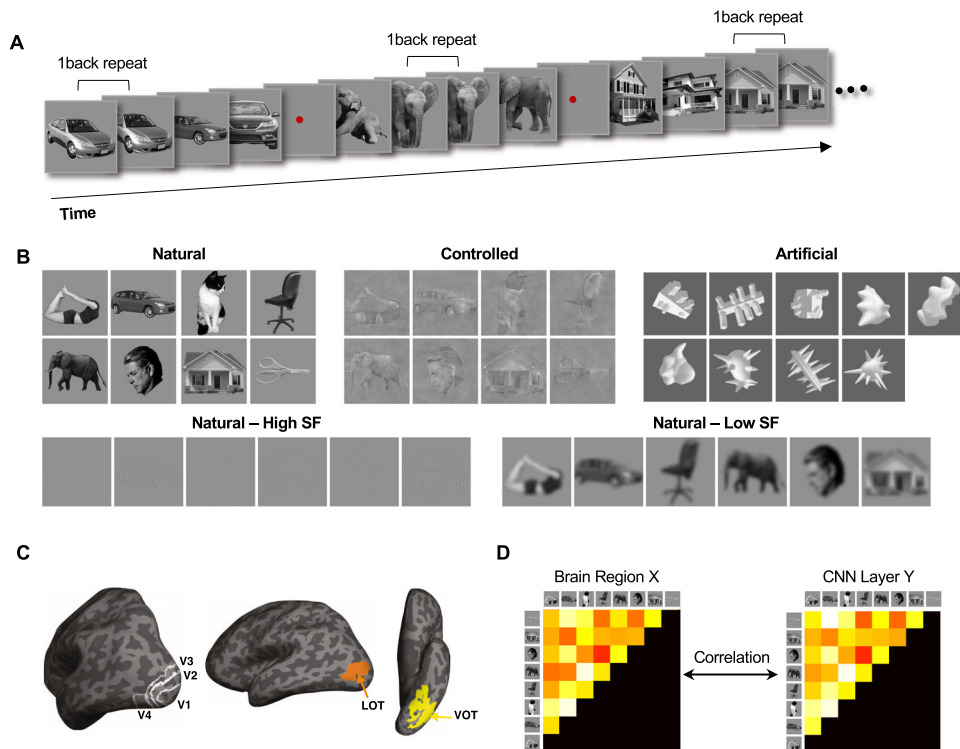 A
1back repeat
1back repeat
1back repeat
Time
B
Natural
Controlled
Artificial
Natural – High SF
Natural – Low SF
C
V3
V2
V1
V4
LOT
VOT
D
Brain Region X
CNN Layer Y
Correlation